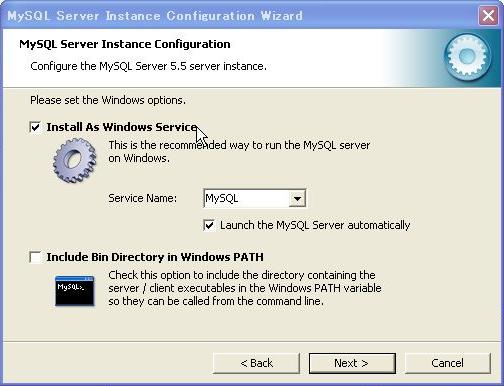 MySQL Server Instance Configuration Wizard
MySQL Server Instance Configuration
Configure the MySQL Server 5.5 server instance.
Please set the Windows options.
Install As Windows Service
This is the recommended way to run the MySQL server
on Windows.
Service Name: MySQL
Launch the MySQL Server automatically
Include Bin Directory in Windows PATH
Check this option to include the directory containing the
server / client executables in the Windows PATH variable
so they can be called from the command line.
MySQL>_
< Back Next > Cancel